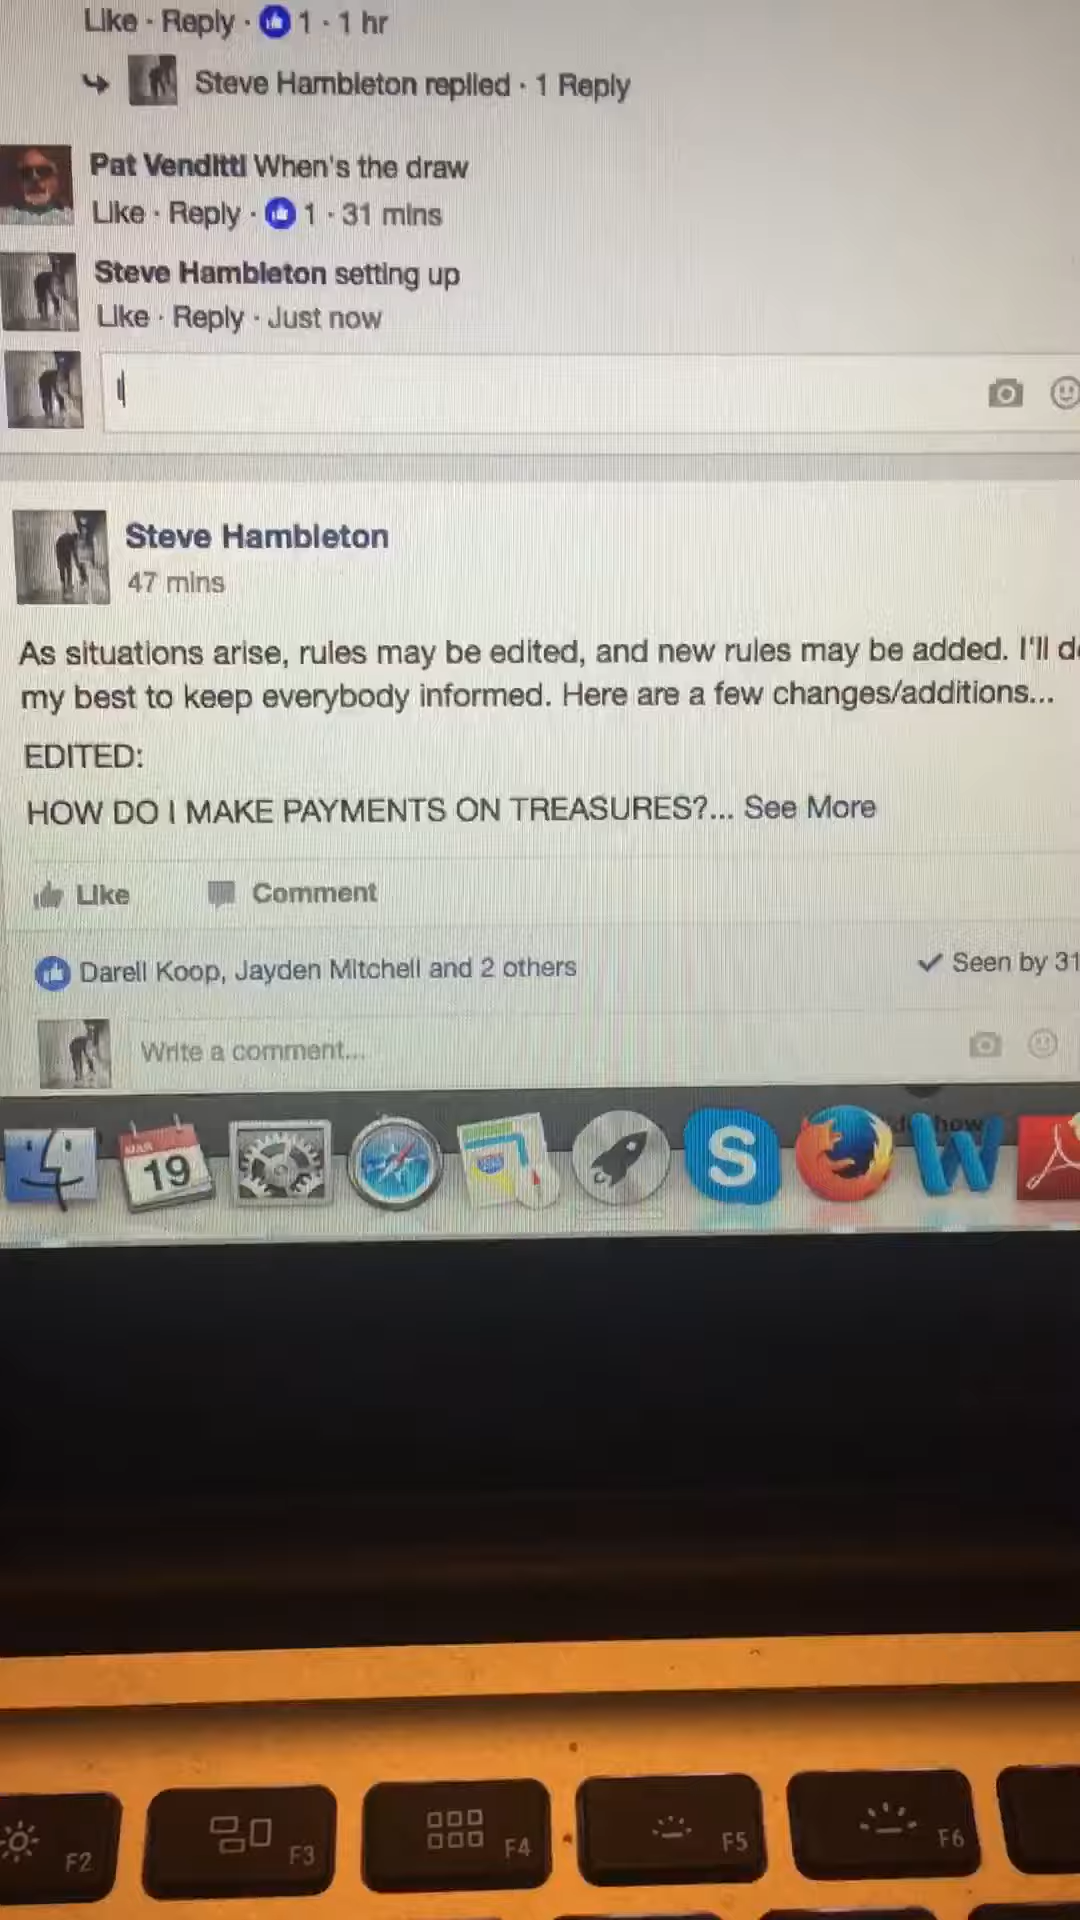 Like · Reply · 1 · 1 hr
Steve Hambleton replied · 1 Reply
Pat Venditti When's the draw
Like · Reply · 1 · 31 mins
Steve Hambleton setting up
Like · Reply · Just now
Steve Hambleton
47 mins
As situations arise, rules may be edited, and new rules may be added. I'll
my best to keep everybody informed. Here are a few changes/additions...
EDITED:
HOW DO I MAKE PAYMENTS ON TREASURES?... See More
Like Comment
Darell Koop, Jayden Mitchell and 2 others
Seen by 31
Write a comment...
MAR
19
S
W
F2
F3
F4
F5
F6